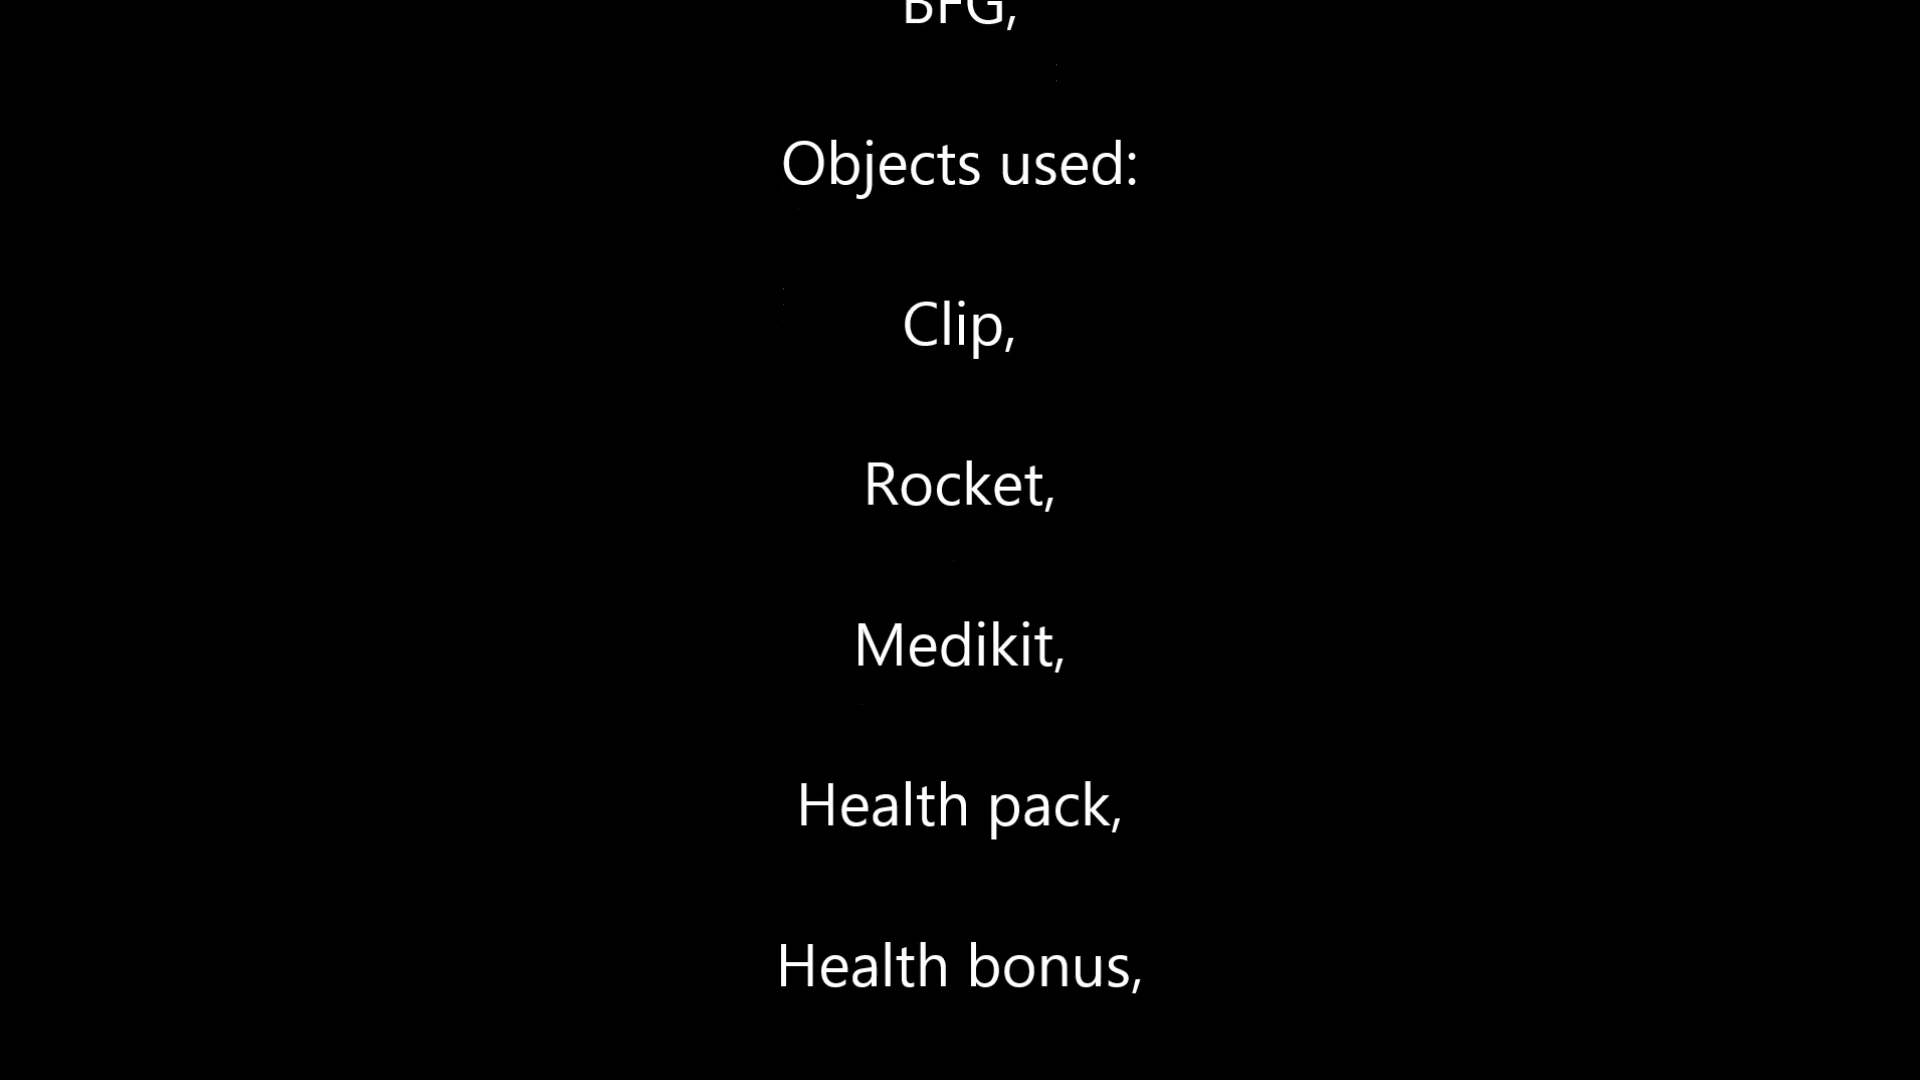 BFG,
Objects used:
Clip,
Rocket,
Medikit,
Health pack,
Health bonus,